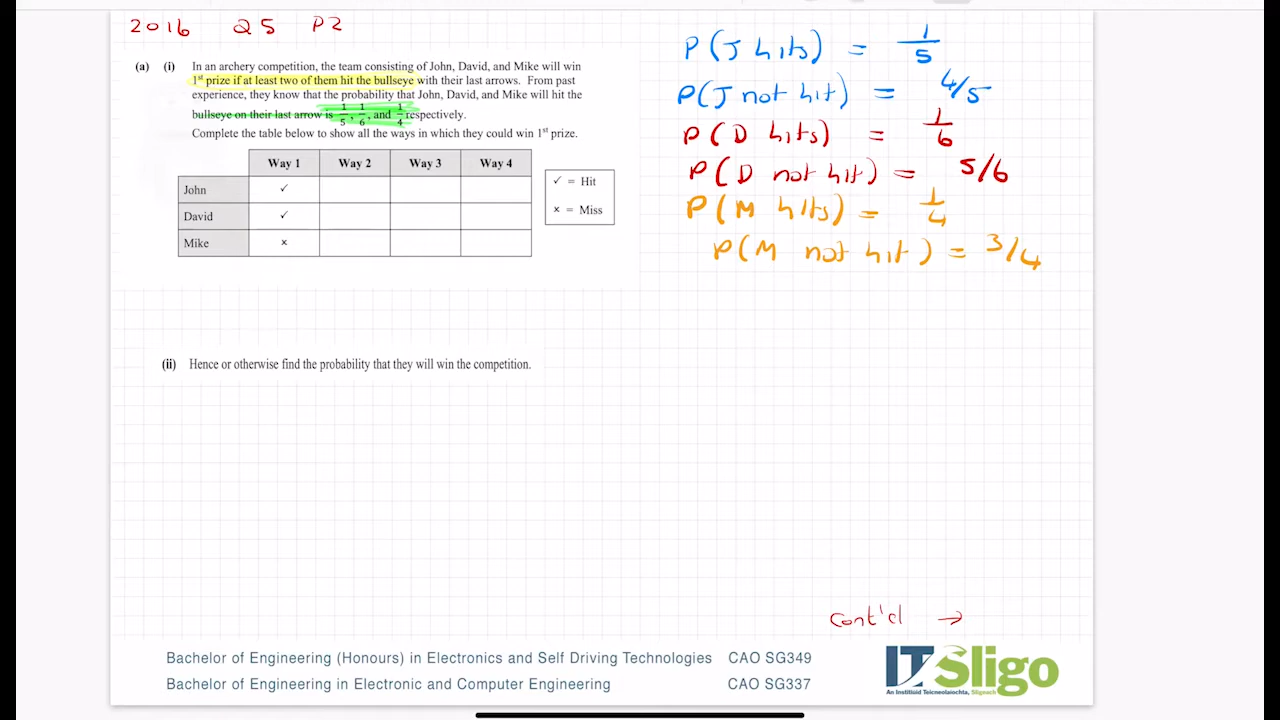 2016 Q5 P2
(a) (i) In an archery competition, the team consisting of John, David, and Mike will win
1st prize if at least two of them hit the bullseye with their last arrows. From past
experience, they know that the probability that John, David, and Mike will hit the
bullseye on their last arrow is 1/5, 1/6, and 1/4 respectively.
Complete the table below to show all the ways in which they could win 1st prize.
Way 1 Way 2 Way 3 Way 4
John
David ✓
Mike ×
✓ = Hit
× = Miss
(ii) Hence or otherwise find the probability that they will win the competition.
P(J hits) = 1/5
P(J not hit) = 4/5
P(D hits) = 1/6
P(D not hit) = 5/6
P(M hits) = 1/4
P(M not hit) = 3/4
Cont'd →
Bachelor of Engineering (Honours) in Electronics and Self Driving Technologies CAO SG349
Bachelor of Engineering in Electronic and Computer Engineering CAO SG337
IT Sligo
An Institiúid Teicneolaíochta, Sligeach